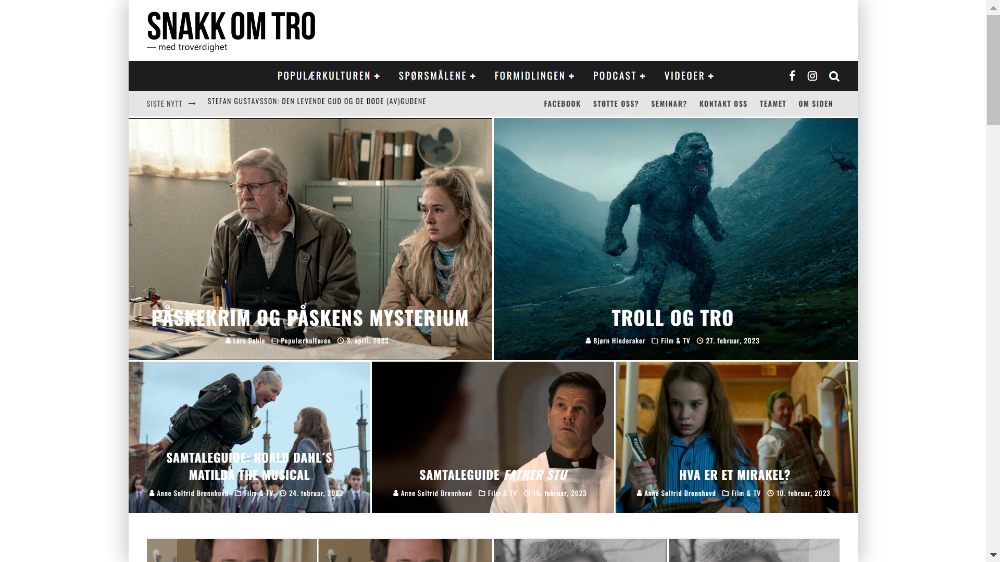 SNAKK OM TRO
— med troverdighet
POPULÆRKULTUREN + SPØRSMÅLENE + FORMIDLINGEN + PODCAST + VIDEOER +
SISTE NYTT → STEFAN GUSTAVSSON: DEN LEVENDE GUD OG DE DØDE (AV)GUDENE
FACEBOOK STØTTE OSS? SEMINAR? KONTAKT OSS TEAMET OM SIDEN
PÅSKEKRIM OG PÅSKENS MYSTERIUM
Lars Dahle Populærkulturen 3. april, 2023
TROLL OG TRO
Bjørn Hinderaker Film & TV 27. februar, 2023
SAMTALEGUIDE: ROALD DAHL´S
MATILDA THE MUSICAL
Anne Solfrid Brennhovd Film & TV 24. februar, 2023
SAMTALEGUIDE FATHER STU
Anne Solfrid Brennhovd Film & TV 16. februar, 2023
TURBO
HVA ER ET MIRAKEL?
Anne Solfrid Brennhovd Film & TV 10. februar, 2023